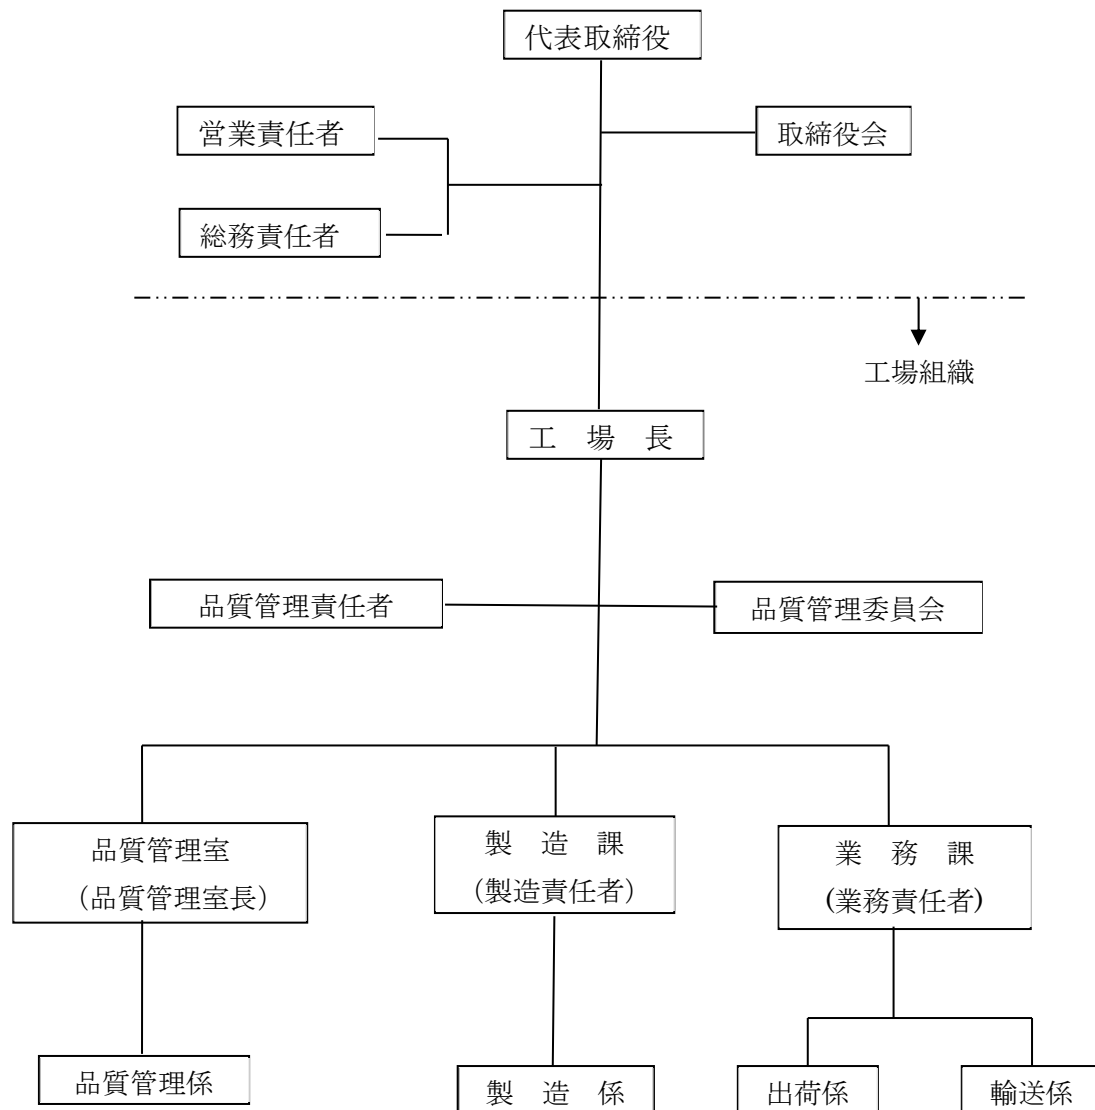 代表取締役
営業責任者
取締役会
総務責任者
工場組織
工　場　長
品質管理責任者
品質管理委員会
品質管理室
（品質管理室長）
製　造　課
（製造責任者）
業　務　課
(業務責任者)
品質管理係
製　造　係
出荷係
輸送係